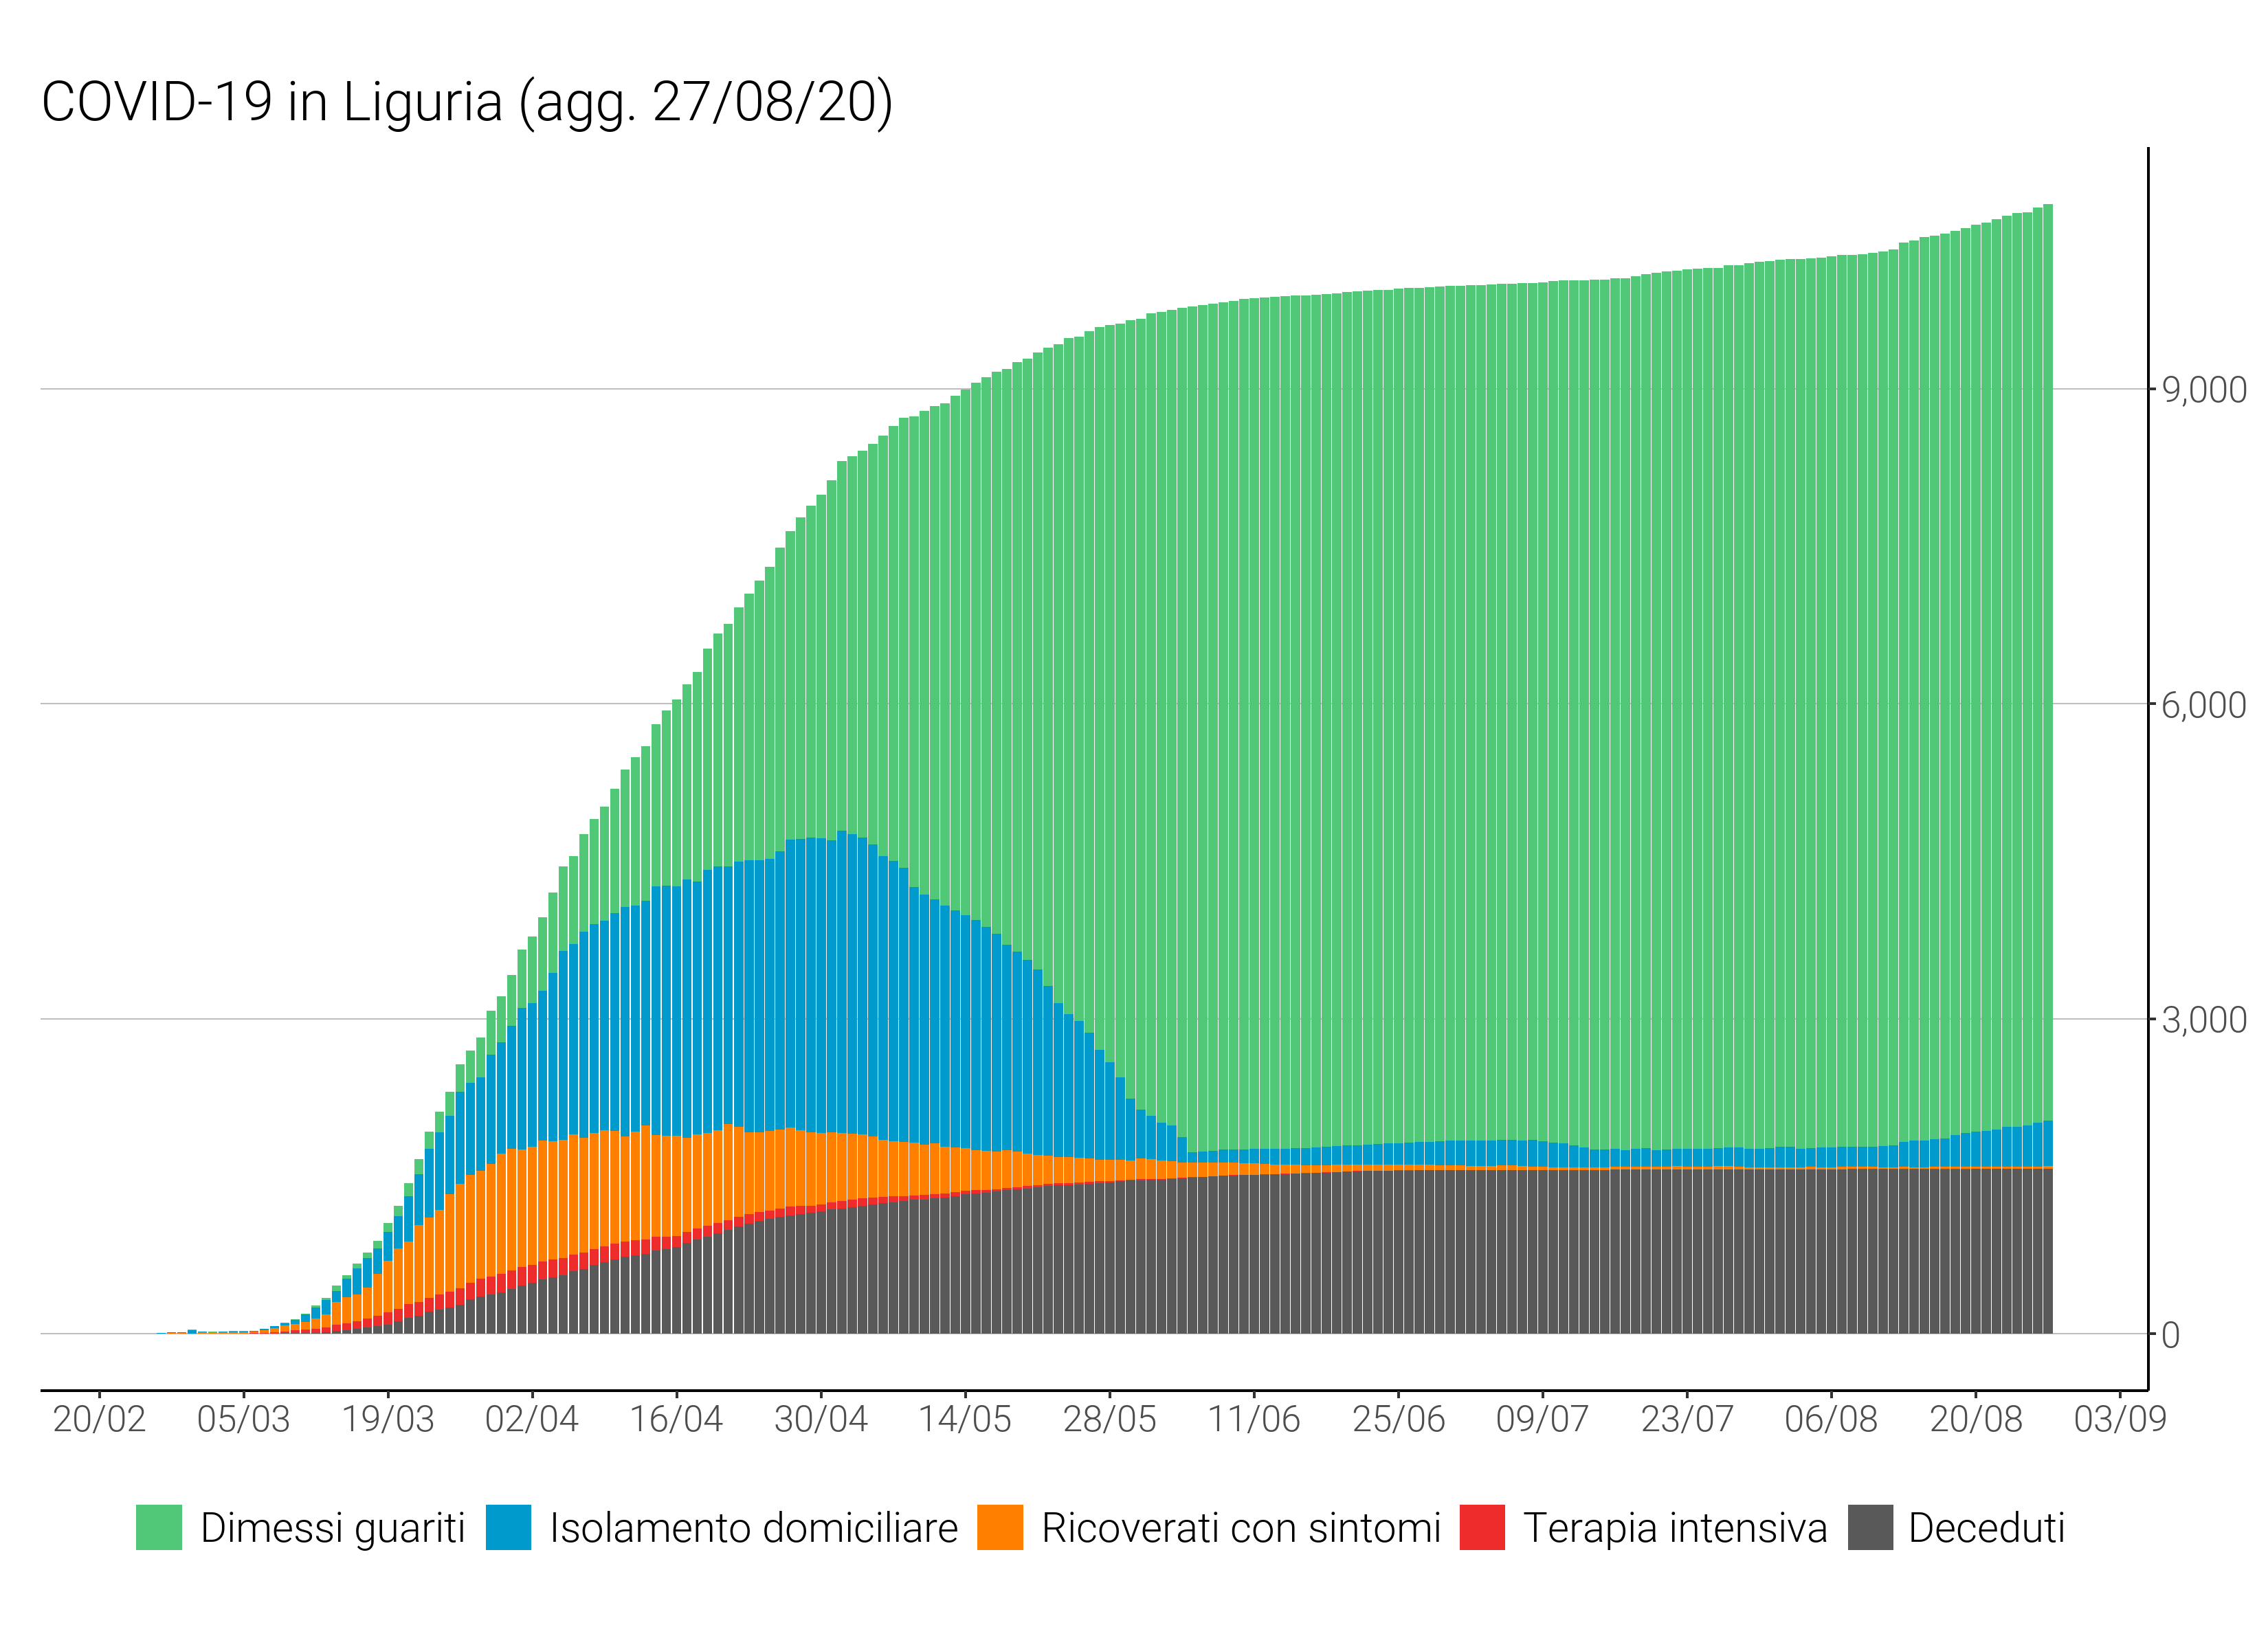 COVID-19 in Liguria (agg. 27/08/20)
9,000
6,000
3,000
0
20/02 05/03 19/03 02/04 16/04 30/04 14/05 28/05 11/06 25/06 09/07 23/07 06/08 20/08 03/09
Dimessi guariti Isolamento domiciliare Ricoverati con sintomi Terapia intensiva Deceduti